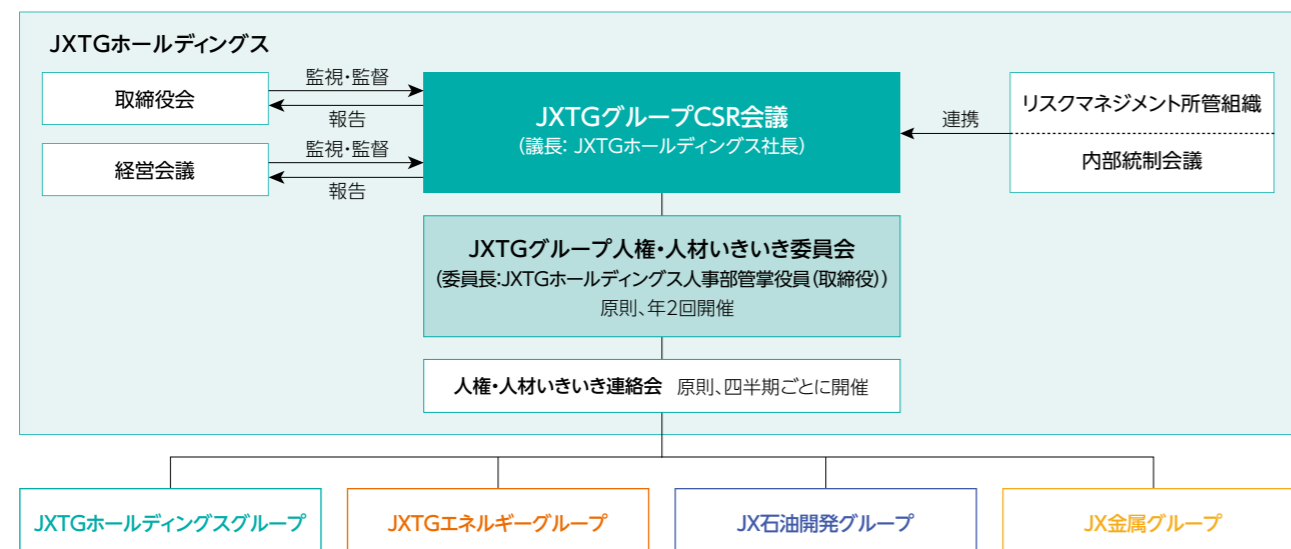 JXTGホールディングス
取締役会
監視・監督
報告
経営会議
監視・監督
報告
JXTGグループCSR会議
(議長: JXTGホールディングス社長)
連携
リスクマネジメント所管組織
内部統制会議
JXTGグループ人権・人材いきいき委員会
(委員長:JXTGホールディングス人事部管掌役員(取締役))
原則、年2回開催
人権・人材いきいき連絡会 原則、四半期ごとに開催
JXTGホールディングスグループ
JXTGエネルギーグループ
JX石油開発グループ
JX金属グループ